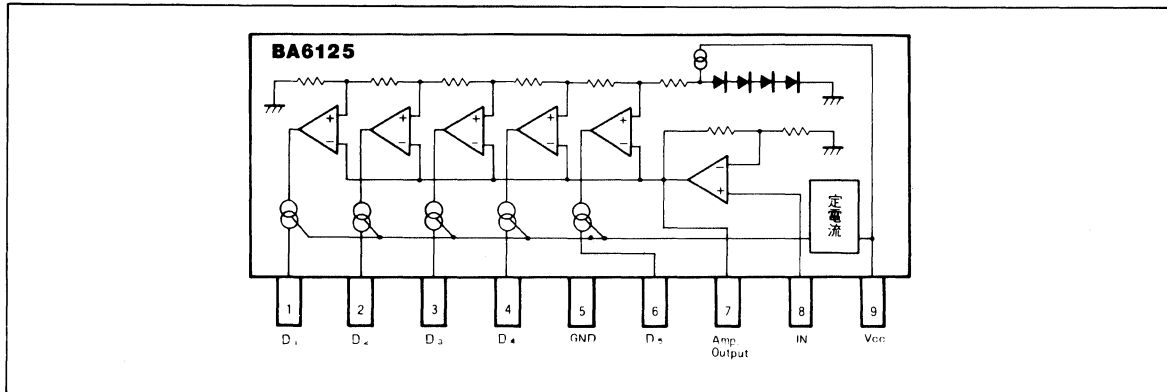 BA6125
定電流
1 2 3 4 5 6 7 8 9
D₁ D₂ D₃ D₄ GND D₅ Amp. Output IN Vcc